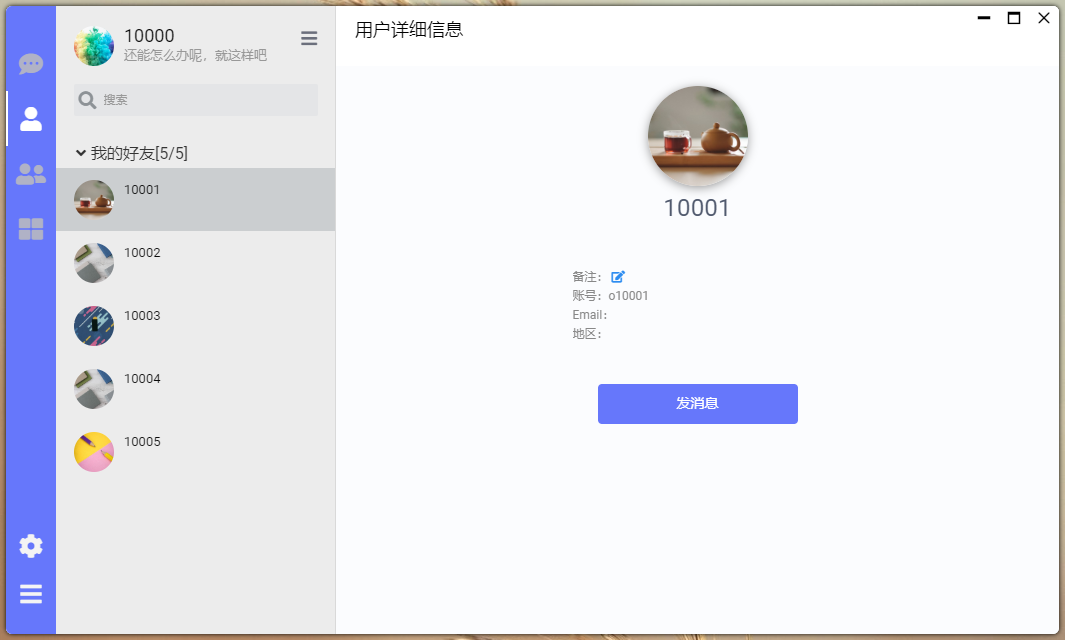 10000
还能怎么办呢，就这样吧
搜索
我的好友[5/5]
10001
10002
10003
10004
10005
用户详细信息
10001
备注：
账号：o10001
Email：
地区：
发消息